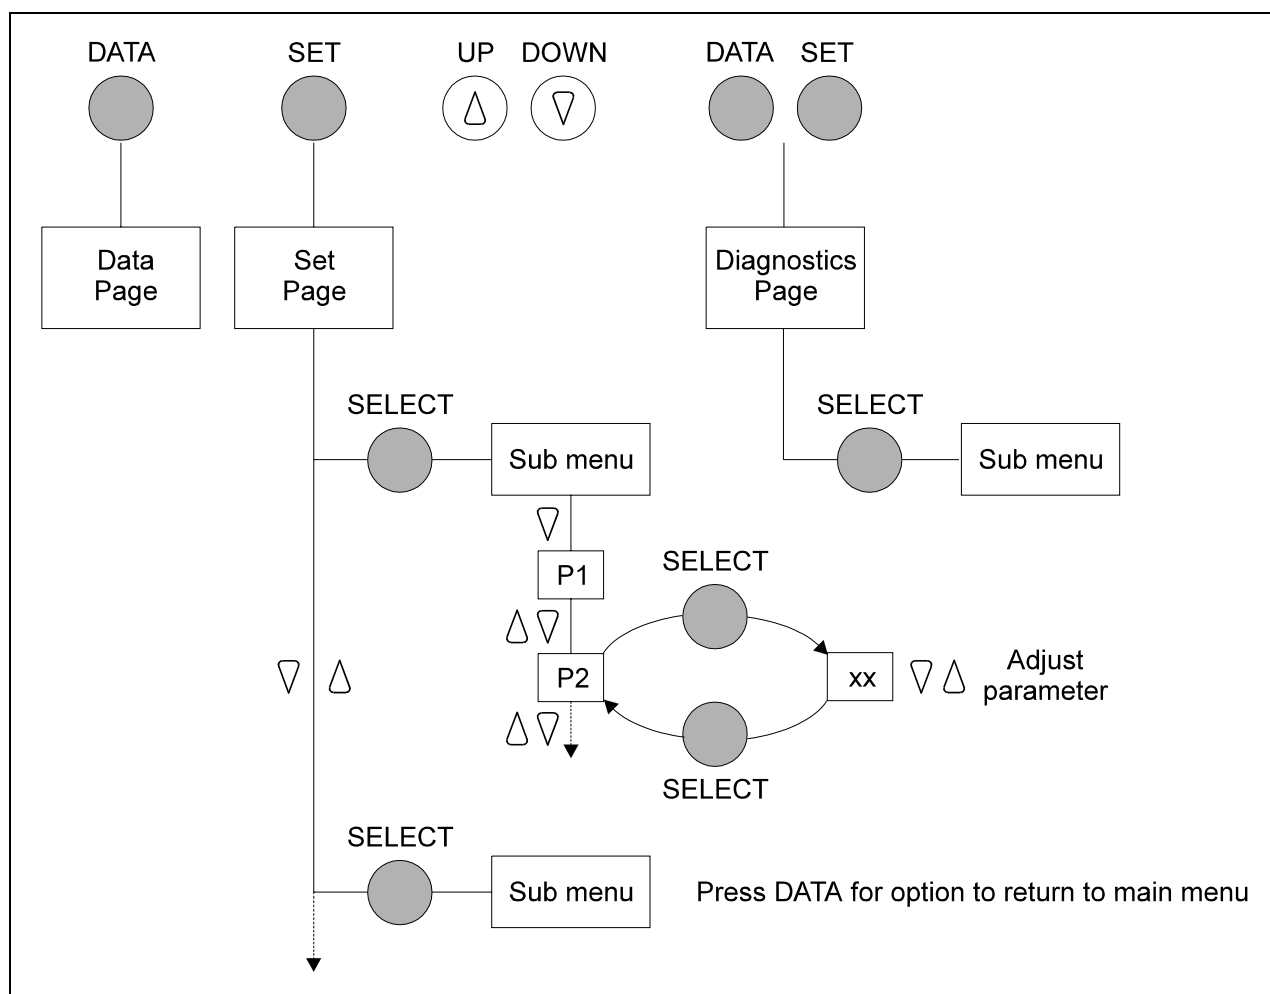 DATA
SET
UP
DOWN
DATA
SET
Data
Page
Set
Page
Diagnostics
Page
SELECT
Sub menu
SELECT
Sub menu
P1
SELECT
P2
xx
Adjust
parameter
SELECT
SELECT
Sub menu
Press DATA for option to return to main menu